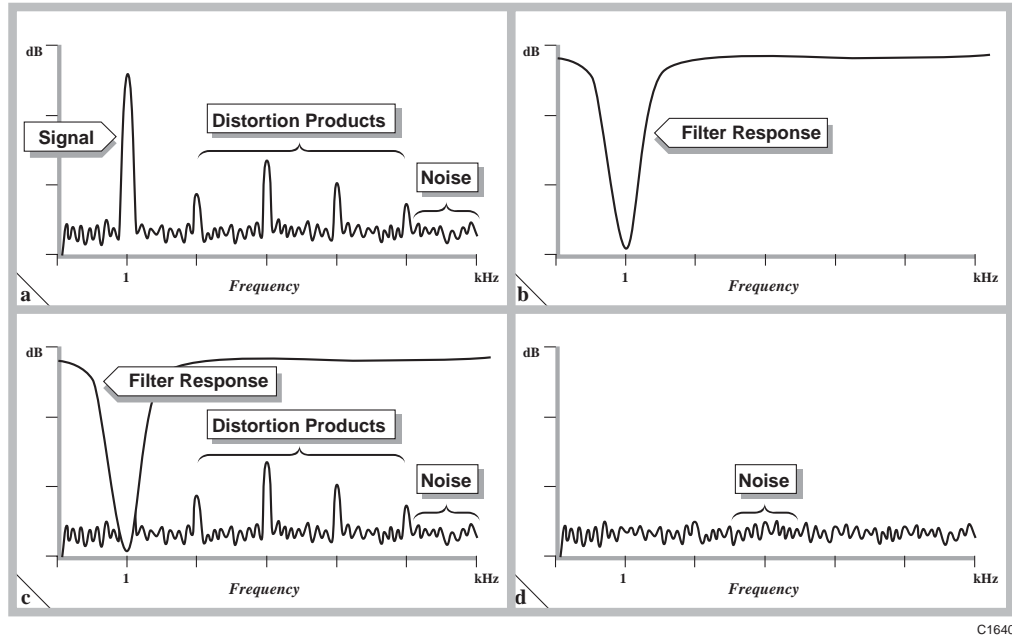 dB
Signal
Distortion Products
Noise
1
Frequency
kHz
a
dB
Filter Response
1
Frequency
kHz
b
dB
Filter Response
Distortion Products
Noise
1
Frequency
kHz
c
dB
Noise
1
Frequency
kHz
d
C1640